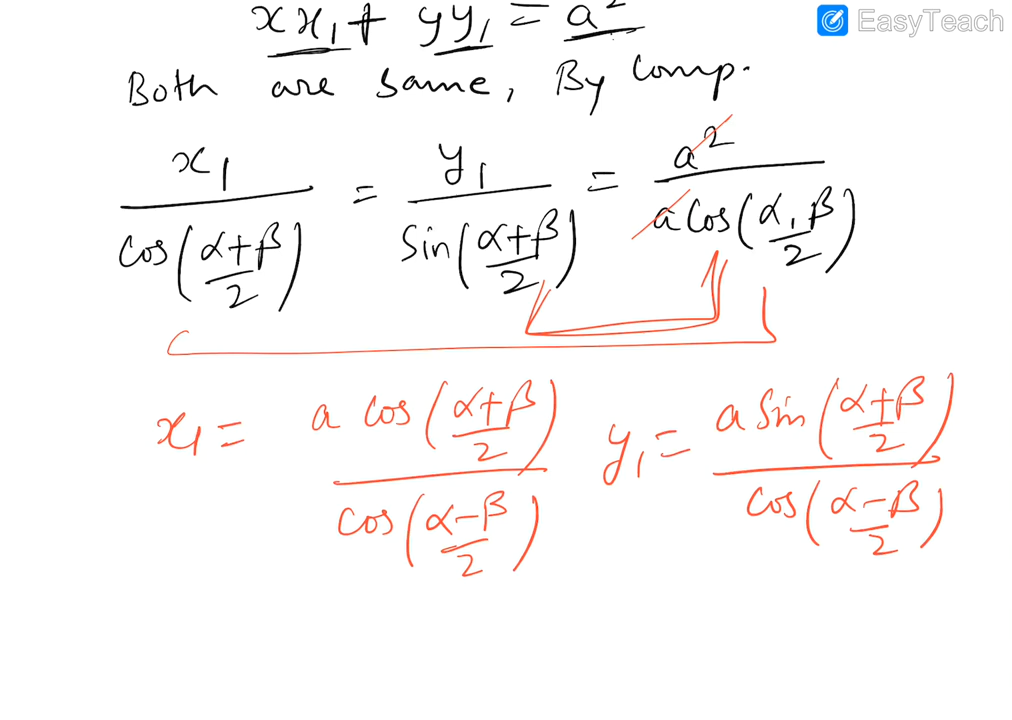 EasyTeach
xx₁ + yy₁ = a²
Both are same, By Comp.
x₁ / cos((α+β)/2) = y₁ / Sin((α+β)/2) = a² / a Cos((α, β)/2)
x₁ = a cos((α+β)/2) / cos((α-β)/2) y₁ = a Sin((α+β)/2) / cos((α-β)/2)